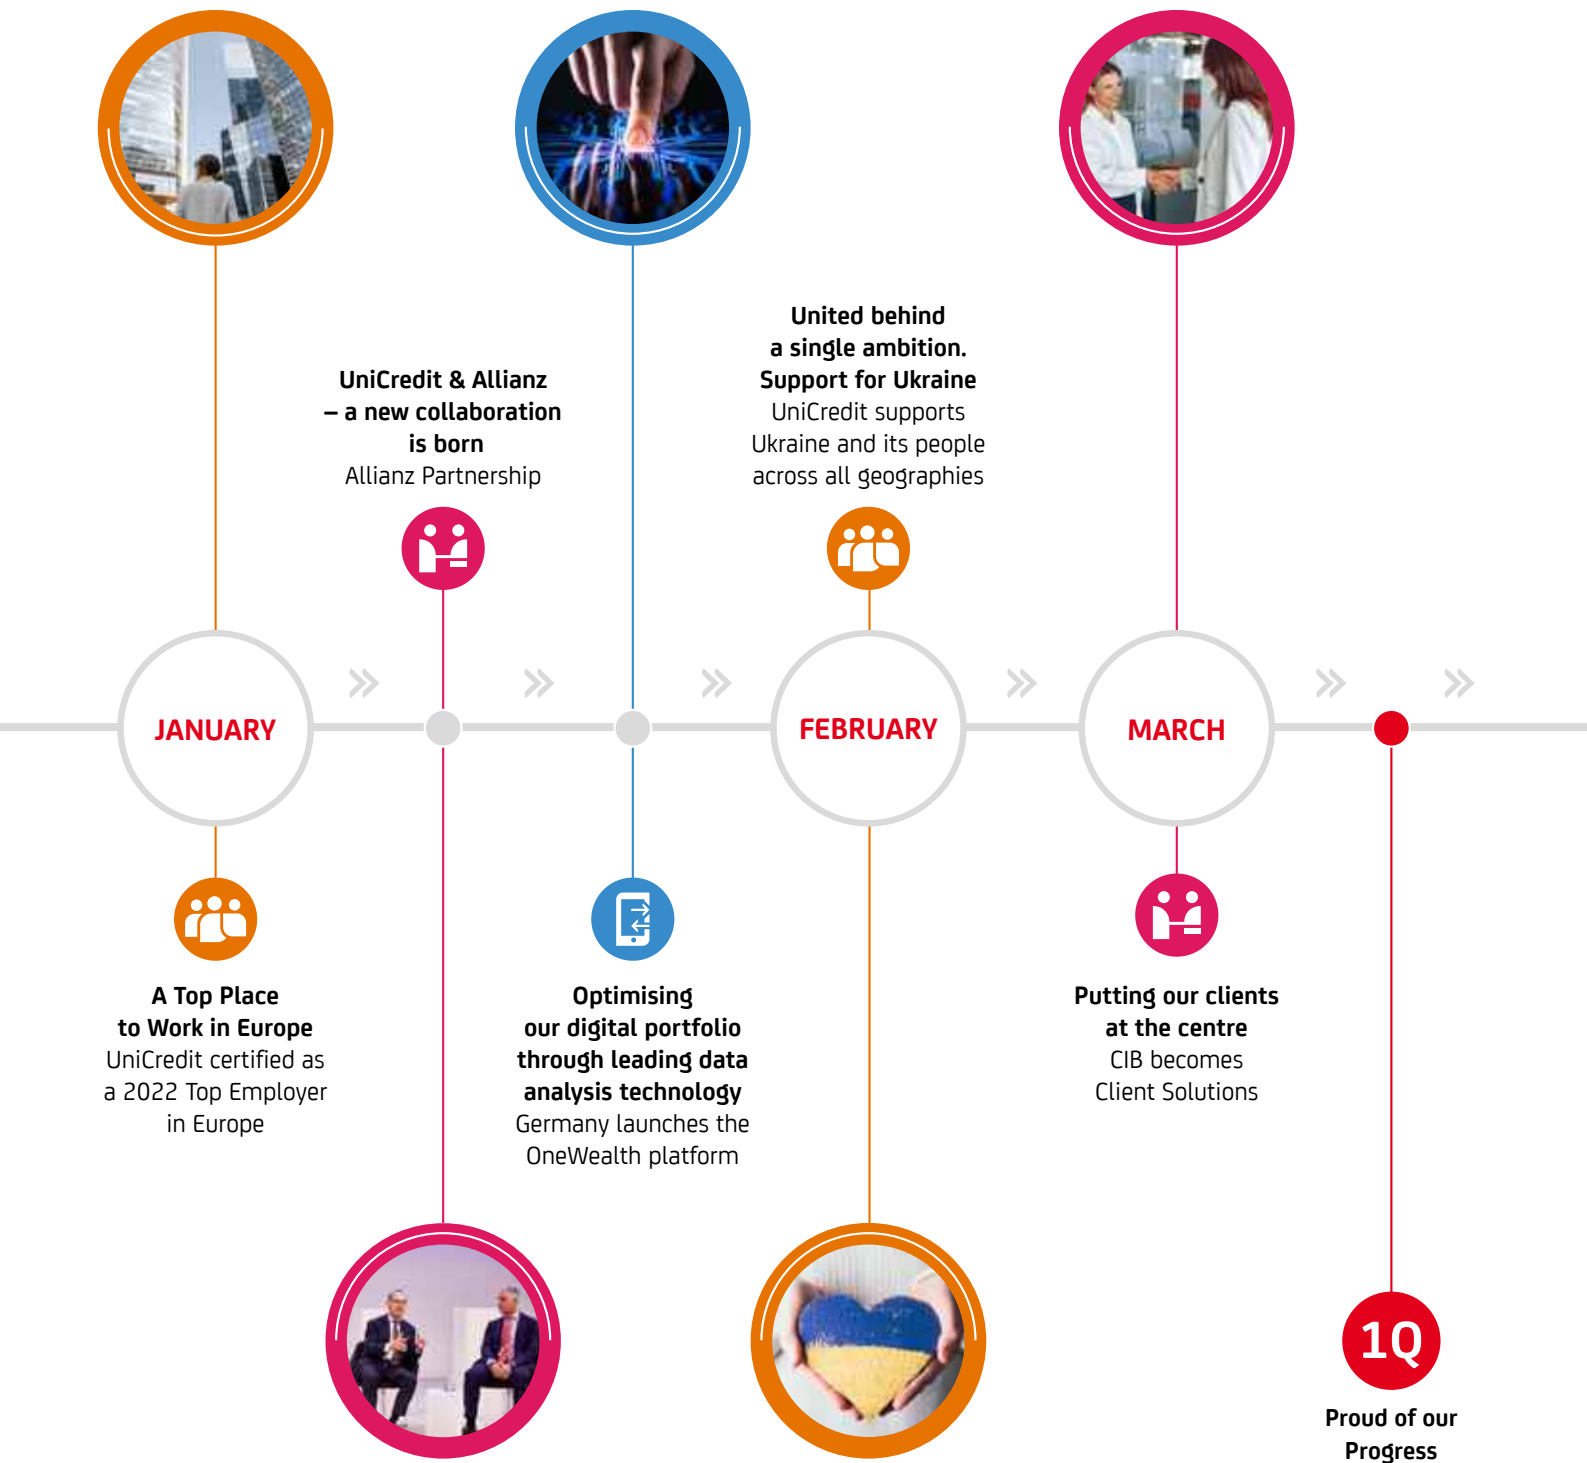 UniCredit & Allianz
– a new collaboration
is born
Allianz Partnership
United behind
a single ambition.
Support for Ukraine
UniCredit supports
Ukraine and its people
across all geographies
JANUARY
FEBRUARY
MARCH
A Top Place
to Work in Europe
UniCredit certified as
a 2022 Top Employer
in Europe
Optimising
our digital portfolio
through leading data
analysis technology
Germany launches the
OneWealth platform
Putting our clients
at the centre
CIB becomes
Client Solutions
1Q
Proud of our
Progress